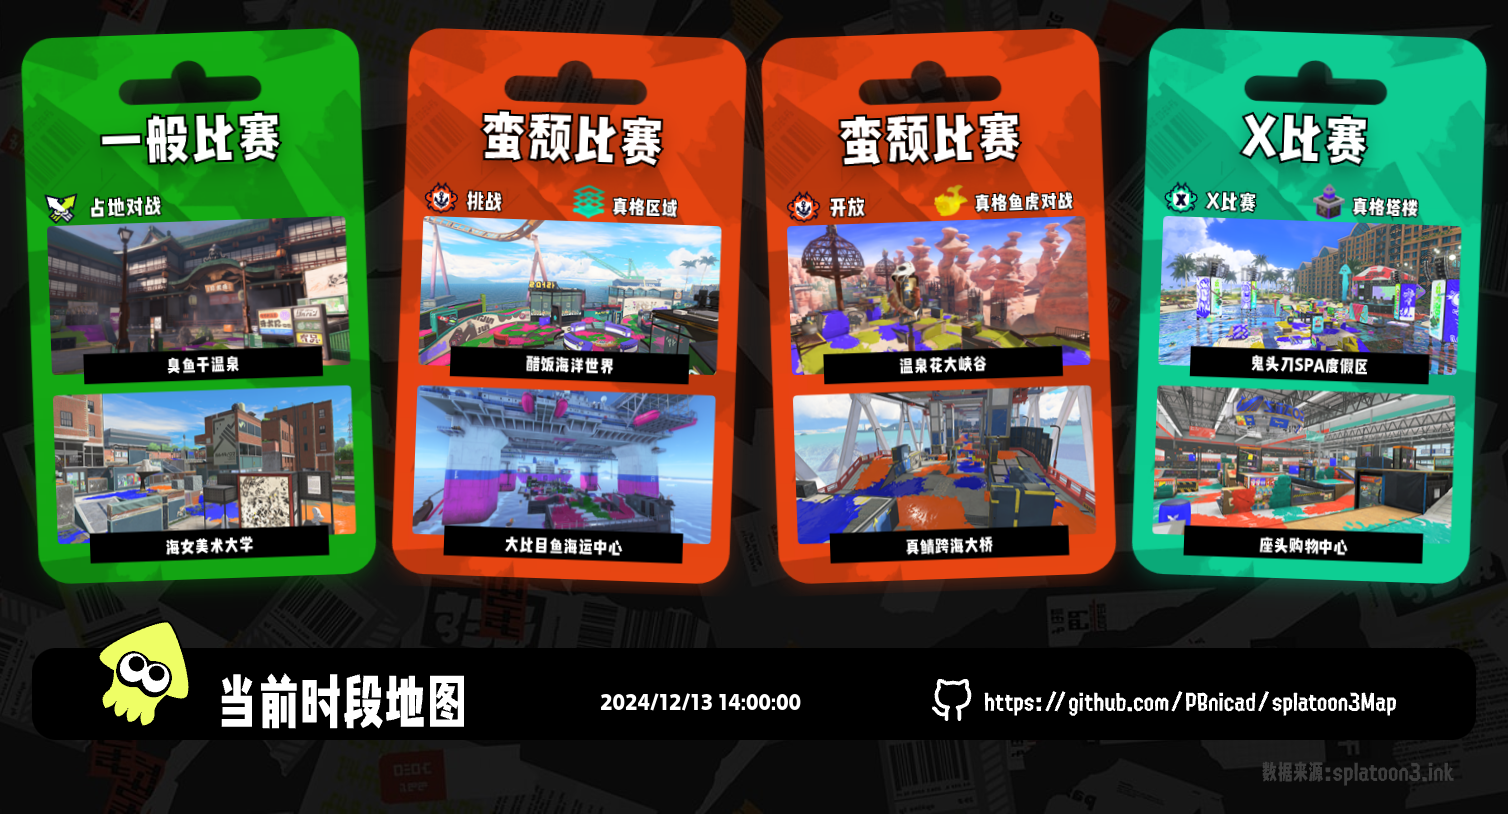 一般比赛
占地对战
臭鱼干温泉
海女美术大学
蛮颓比赛
挑战
真格区域
醋饭海洋世界
大比目鱼海运中心
蛮颓比赛
开放
真格鱼虎对战
温泉花大峡谷
真鲭跨海大桥
X比赛
X比赛
真格塔楼
鬼头刀SPA度假区
座头购物中心
当前时段地图
2024/12/13 14:00:00
https://github.com/PBnicad/splatoon3Map
数据来源:splatoon3.ink